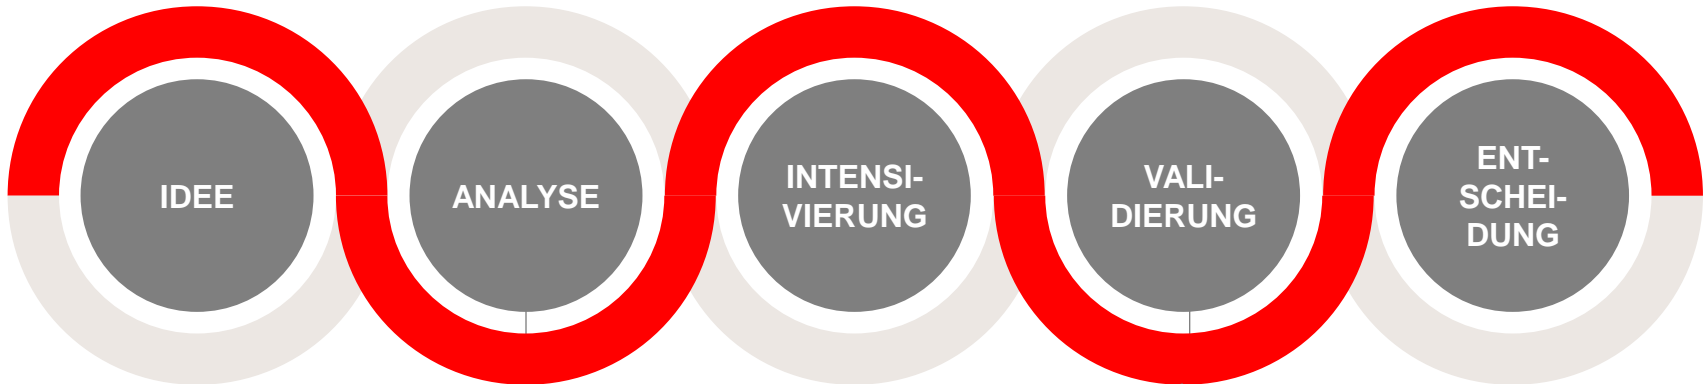 IDEE
ANALYSE
INTENSI-
VIERUNG
VALI-
DIERUNG
ENT-
SCHEI-
DUNG